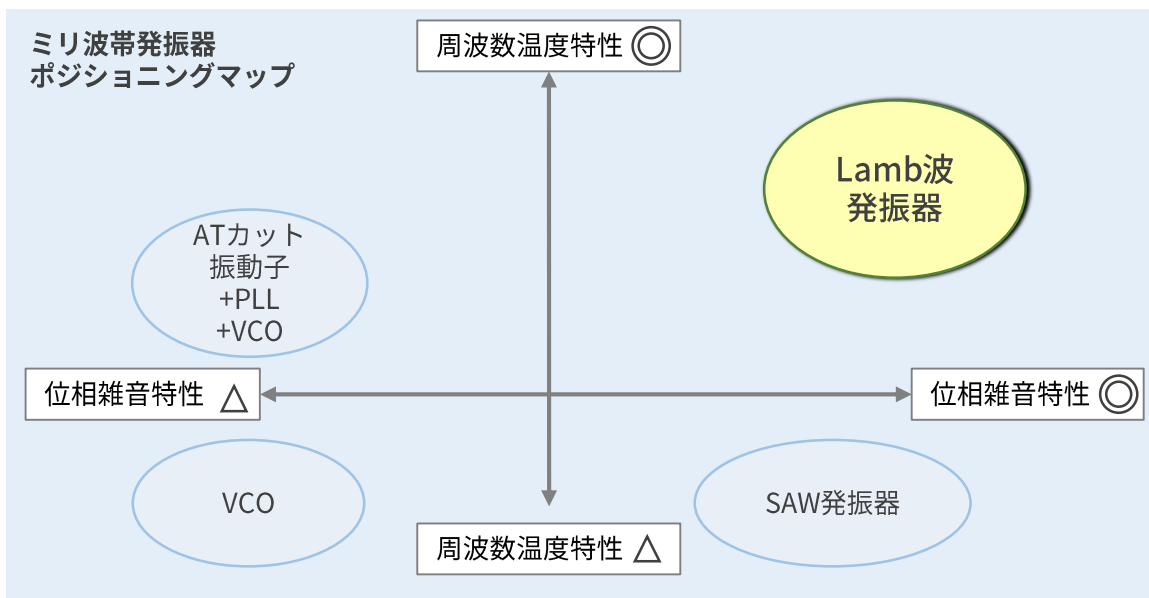 ミリ波帯発振器
ポジショニングマップ
周波数温度特性 ◎
Lamb波
発振器
ATカット
振動子
+PLL
+VCO
位相雑音特性 △
位相雑音特性 ◎
VCO
SAW発振器
周波数温度特性 △